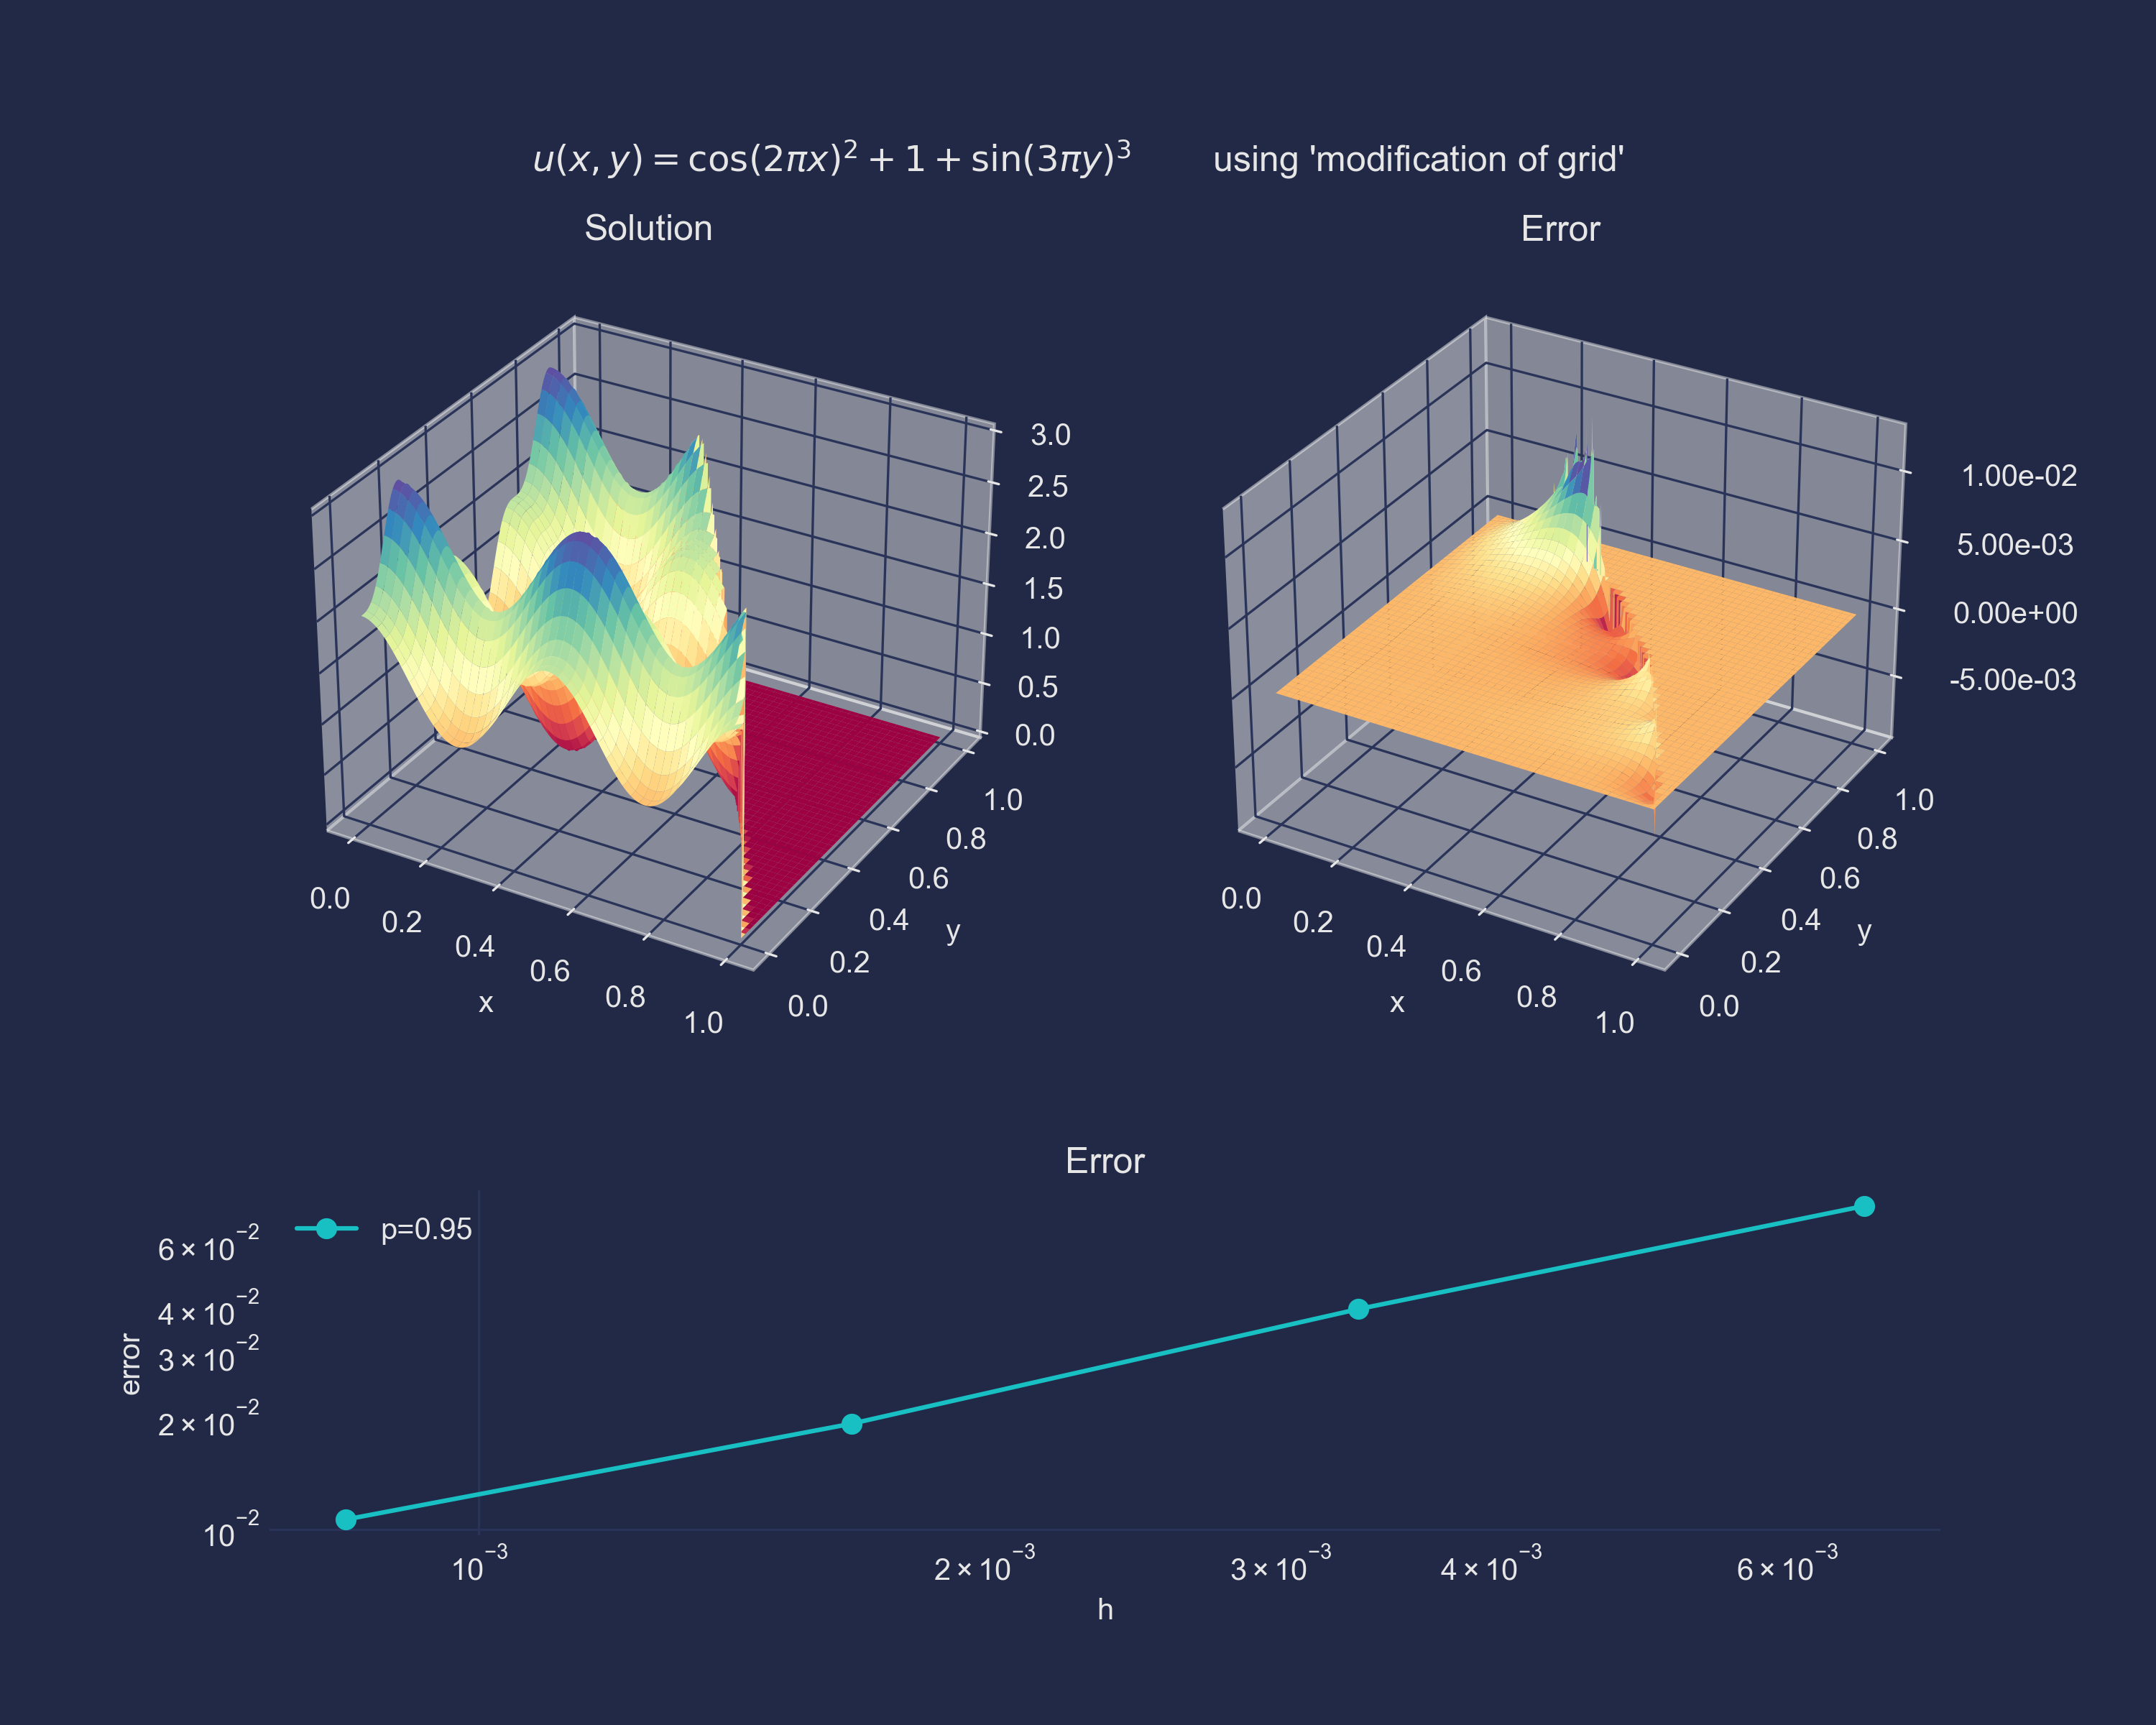 u(x, y) = cos(2πx)² + 1 + sin(3πy)³ using 'modification of grid'
Solution
3.0
2.5
2.0
1.5
1.0
0.5
0.0
0.0
0.2
0.4
0.6
0.8
1.0
x
0.0
0.2
0.4
0.6
0.8
1.0
y
Error
1.00e-02
5.00e-03
0.00e+00
-5.00e-03
0.0
0.2
0.4
0.6
0.8
1.0
x
0.0
0.2
0.4
0.6
0.8
1.0
y
Error
p=0.95
6 × 10⁻²
4 × 10⁻²
3 × 10⁻²
2 × 10⁻²
10⁻²
error
10⁻³
2 × 10⁻³
3 × 10⁻³
4 × 10⁻³
6 × 10⁻³
h